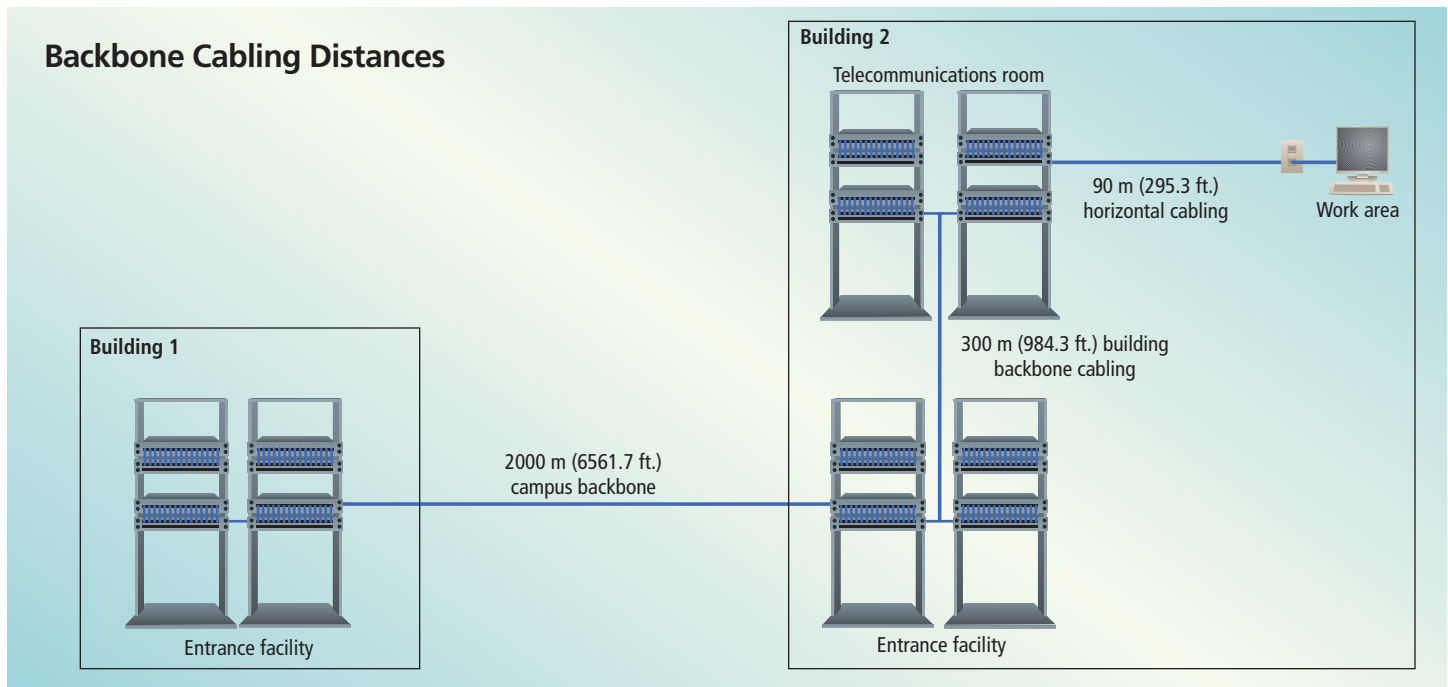 Backbone Cabling Distances
Building 2
Telecommunications room
90 m (295.3 ft.)
horizontal cabling
Work area
300 m (984.3 ft.) building
backbone cabling
Building 1
2000 m (6561.7 ft.)
campus backbone
Entrance facility
Entrance facility